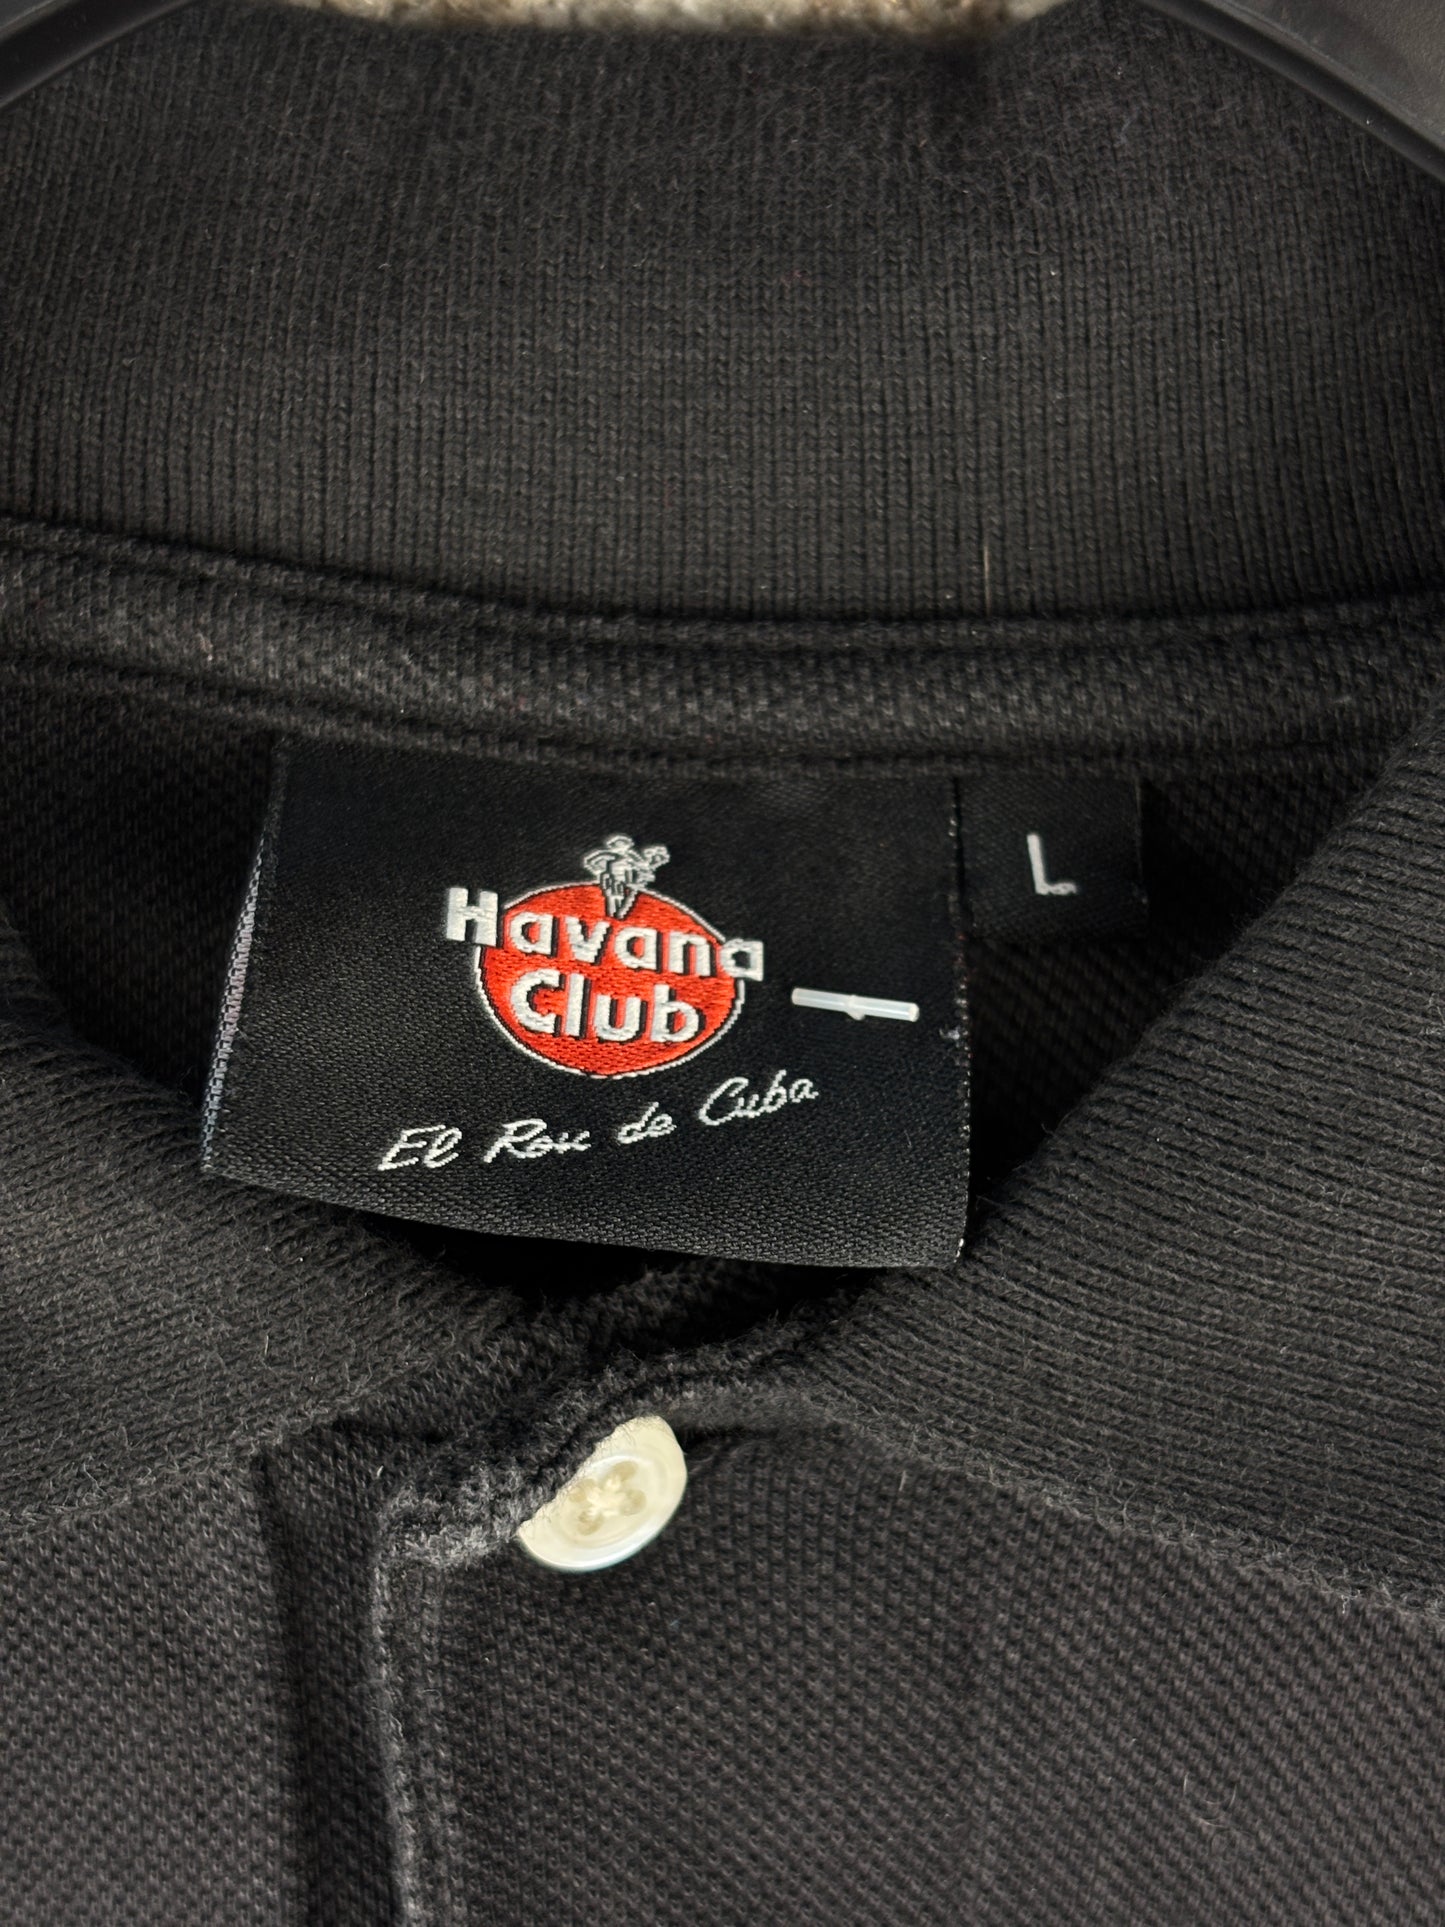 Havana
Club
El Ron de Cuba
L